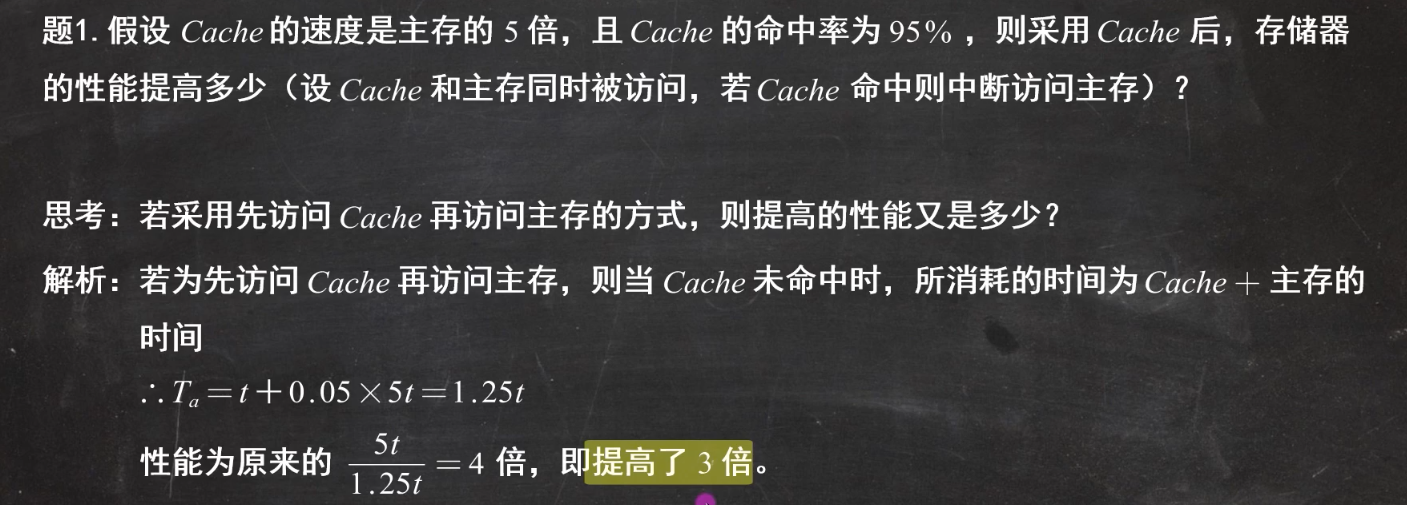 题1. 假设 Cache 的速度是主存的 5 倍，且 Cache 的命中率为 95% ，则采用 Cache 后，存储器
的性能提高多少（设 Cache 和主存同时被访问，若 Cache 命中则中断访问主存）？
思考：若采用先访问 Cache 再访问主存的方式，则提高的性能又是多少？
解析：若为先访问 Cache 再访问主存，则当 Cache 未命中时，所消耗的时间为 Cache + 主存的
时间
∴ Tₐ = t + 0.05 × 5t = 1.25t
性能为原来的 5t/1.25t = 4 倍，即提高了 3 倍。